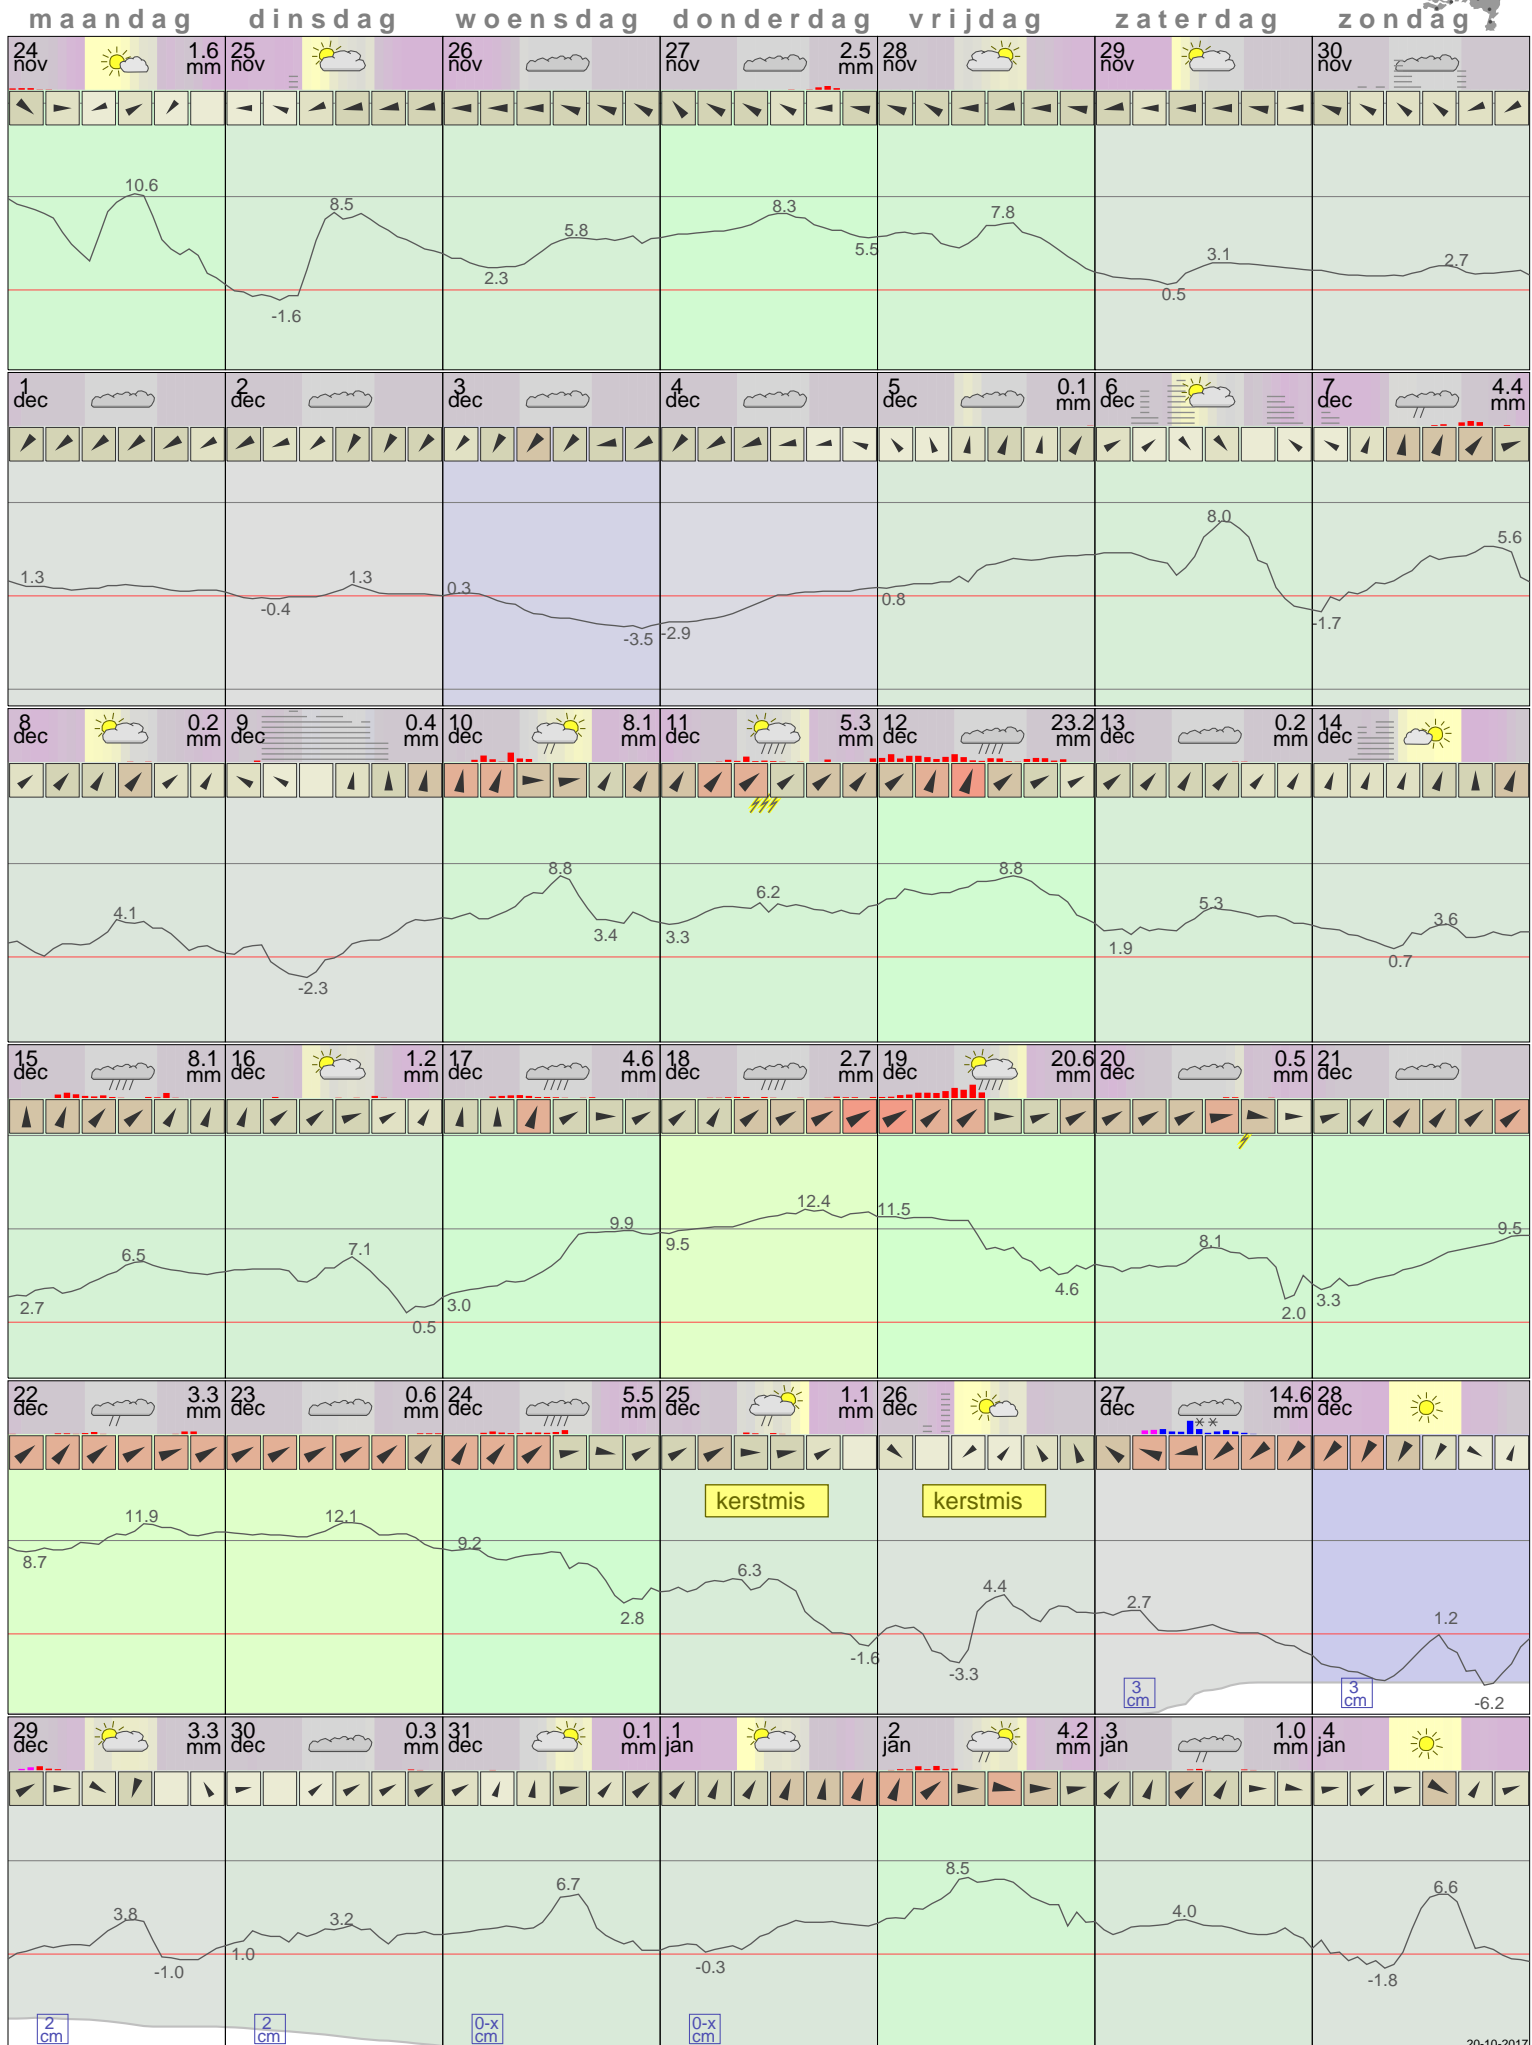 maandag dinsdag woensdag donderdag vrijdag zaterdag zondag
24 nov 1.6 mm 25 nov 26 nov 27 nov 2.5 mm 28 nov 29 nov 30 nov
10.6 -1.6 8.5 2.3 5.8 8.3 5.5 7.8 0.5 3.1 2.7
1 dec 2 dec 3 dec 4 dec 5 dec 0.1 mm 6 dec 7 dec 4.4 mm
1.3 -0.4 1.3 0.3 -3.5 -2.9 0.8 8.0 -1.7 5.6
8 dec 0.2 mm 9 dec 0.4 mm 10 dec 8.1 mm 11 dec 5.3 mm 12 dec 23.2 mm 13 dec 0.2 mm 14 dec
4.1 -2.3 8.8 3.4 3.3 6.2 8.8 1.9 5.3 0.7 3.6
15 dec 8.1 mm 16 dec 1.2 mm 17 dec 4.6 mm 18 dec 2.7 mm 19 dec 20.6 mm 20 dec 0.5 mm 21 dec
2.7 6.5 7.1 0.5 3.0 9.9 9.5 12.4 11.5 4.6 8.1 2.0 3.3 9.5
22 dec 3.3 mm 23 dec 0.6 mm 24 dec 5.5 mm 25 dec 1.1 mm 26 dec 27 dec 14.6 mm 28 dec
kerstmis kerstmis
8.7 11.9 12.1 9.2 2.8 6.3 -1.6 -3.3 4.4 2.7 1.2 -6.2
3 cm 3 cm
29 dec 3.3 mm 30 dec 0.3 mm 31 dec 0.1 mm 1 jan 2 jan 4.2 mm 3 jan 1.0 mm 4 jan
3.8 -1.0 1.0 3.2 6.7 -0.3 8.5 4.0 -1.8 6.6
2 cm 2 cm 0-x cm 0-x cm
20-10-2017